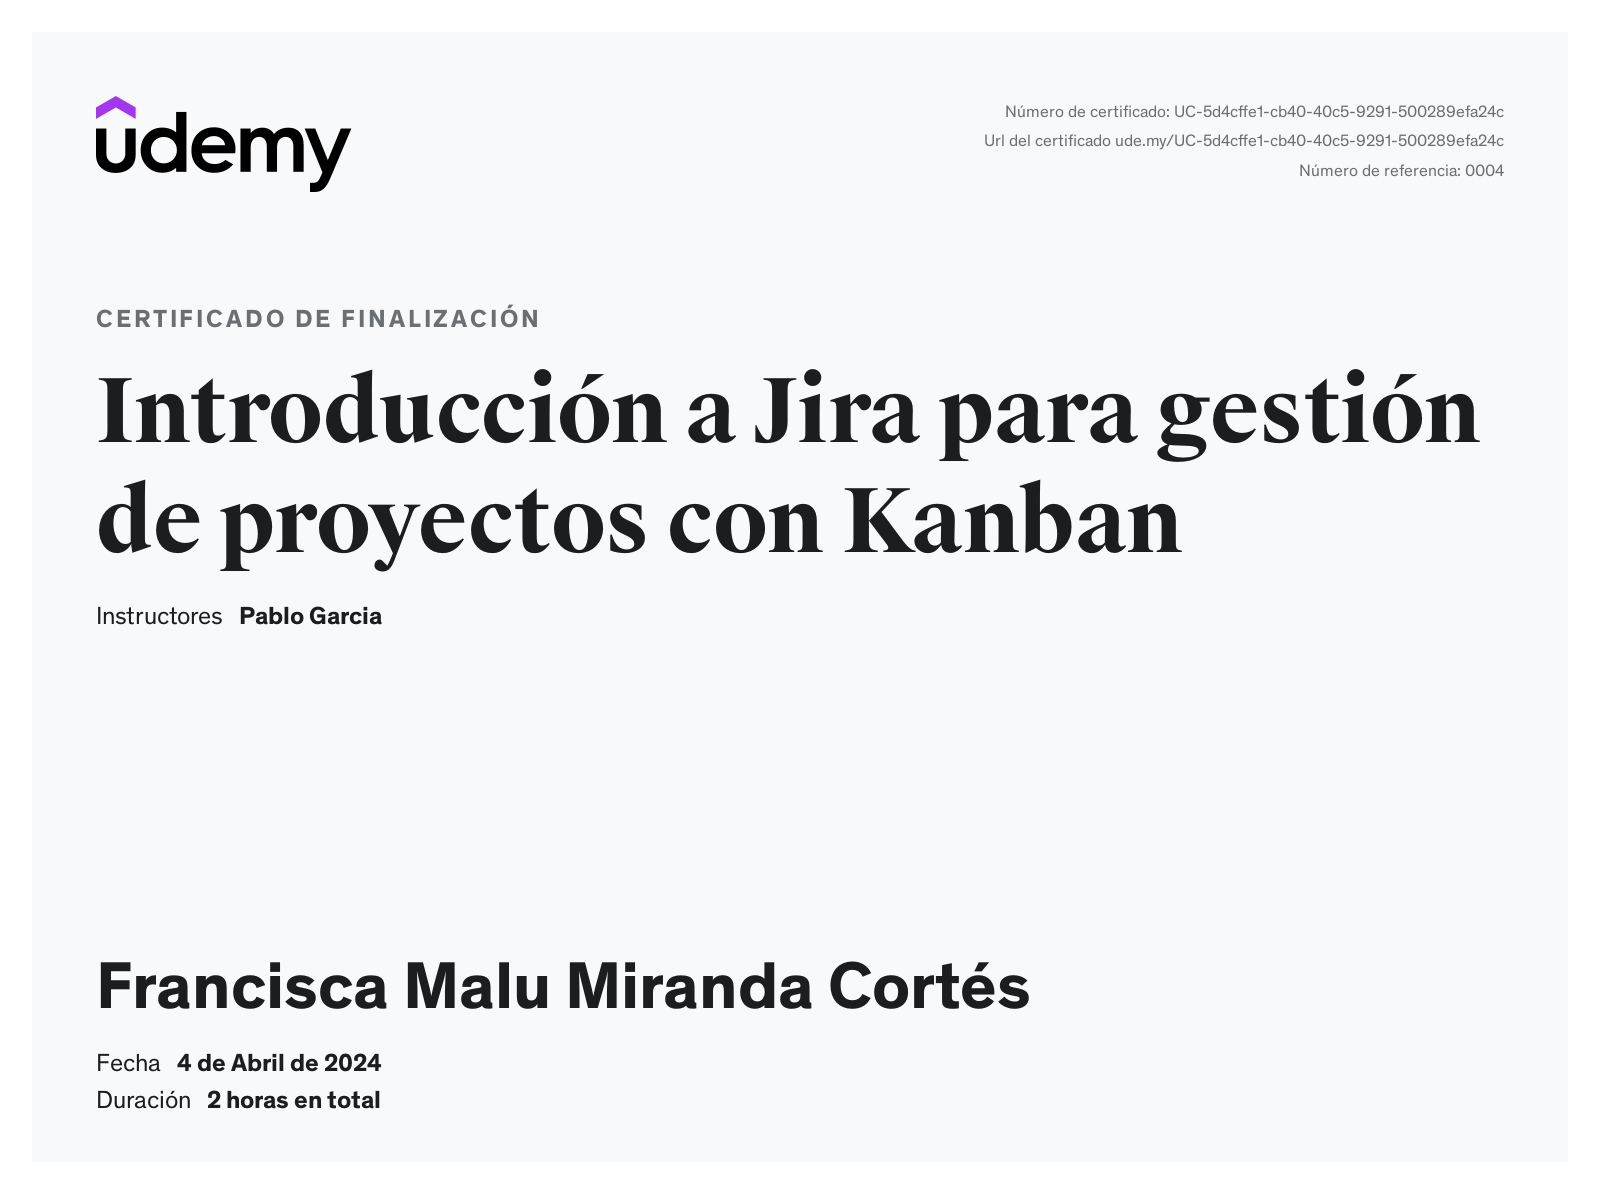 udemy
Número de certificado: UC-5d4cffe1-cb40-40c5-9291-500289efa24c
Url del certificado ude.my/UC-5d4cffe1-cb40-40c5-9291-500289efa24c
Número de referencia: 0004
CERTIFICADO DE FINALIZACIÓN
Introducción a Jira para gestión
de proyectos con Kanban
Instructores Pablo Garcia
Francisca Malu Miranda Cortés
Fecha 4 de Abril de 2024
Duración 2 horas en total